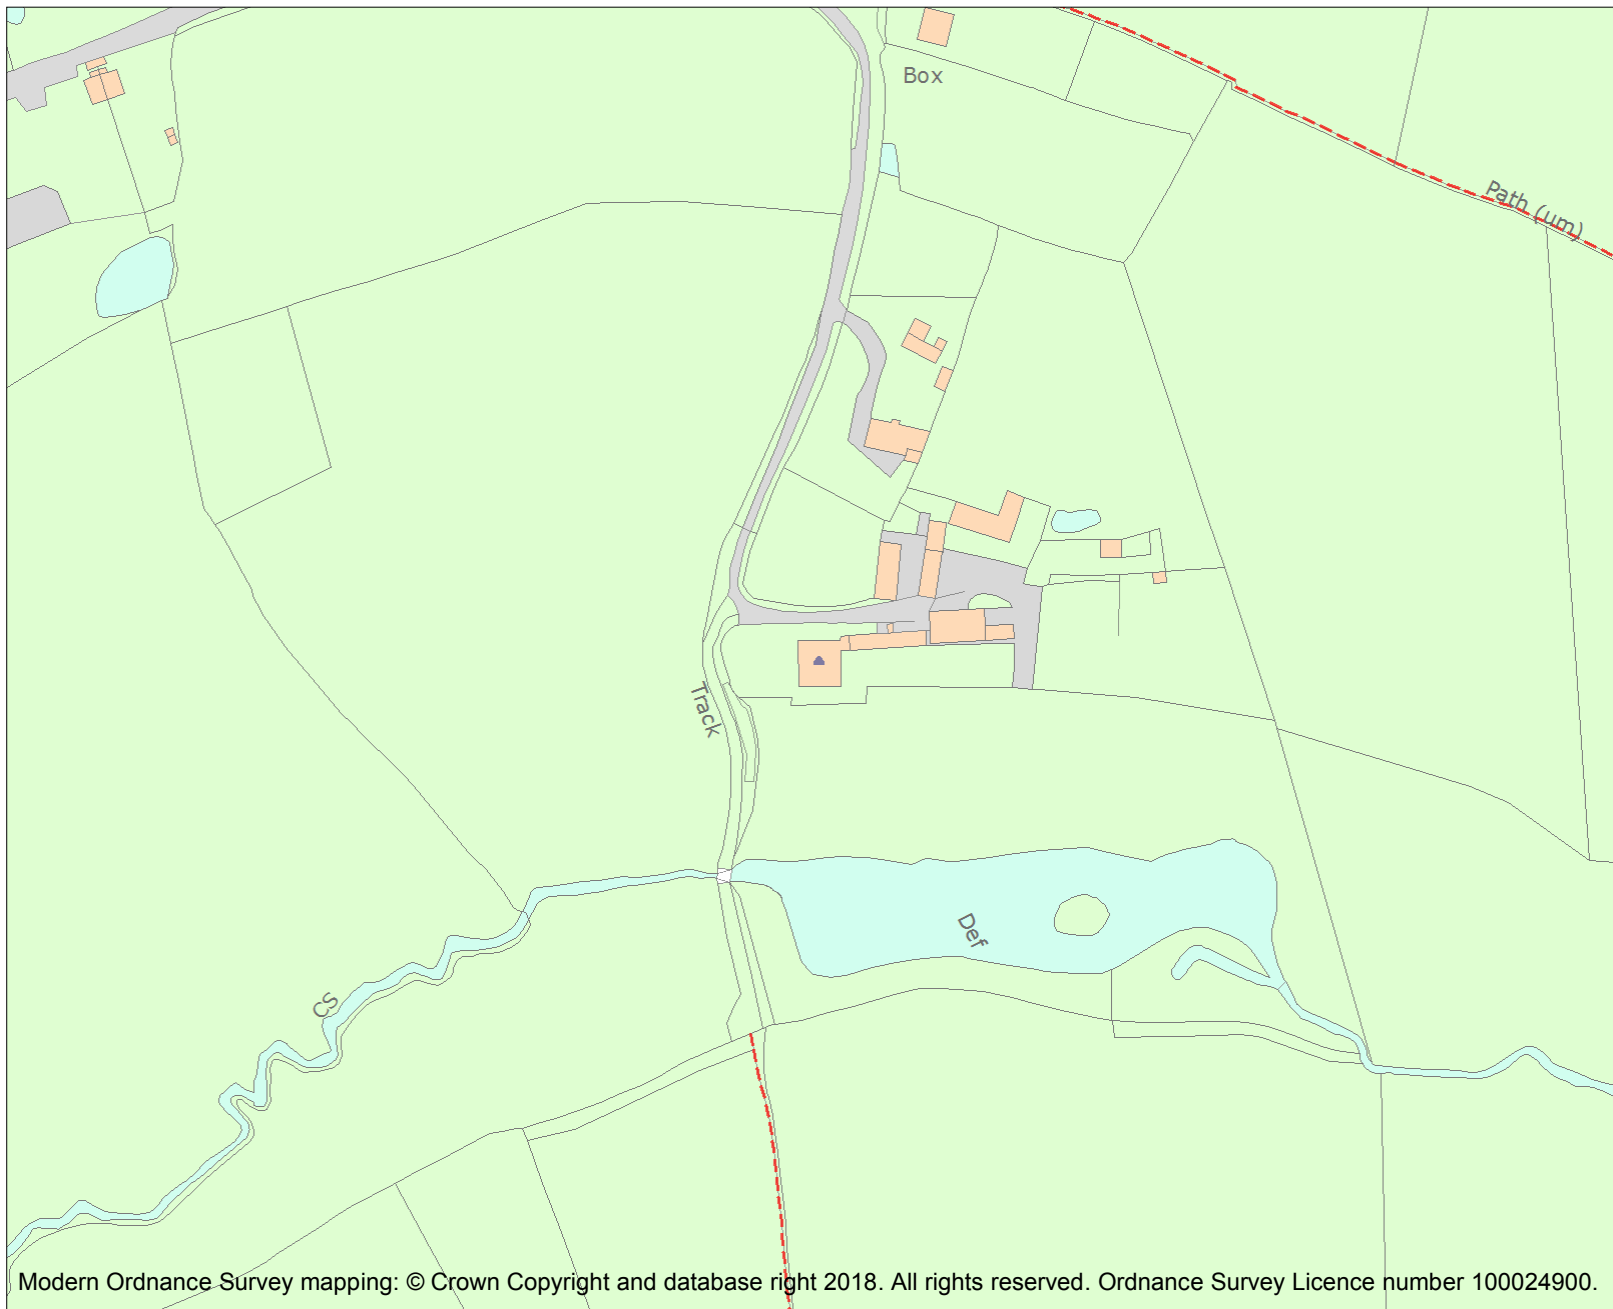 Box
Path (um)
Track
Def
CS
Modern Ordnance Survey mapping: © Crown Copyright and database right 2018. All rights reserved. Ordnance Survey Licence number 100024900.